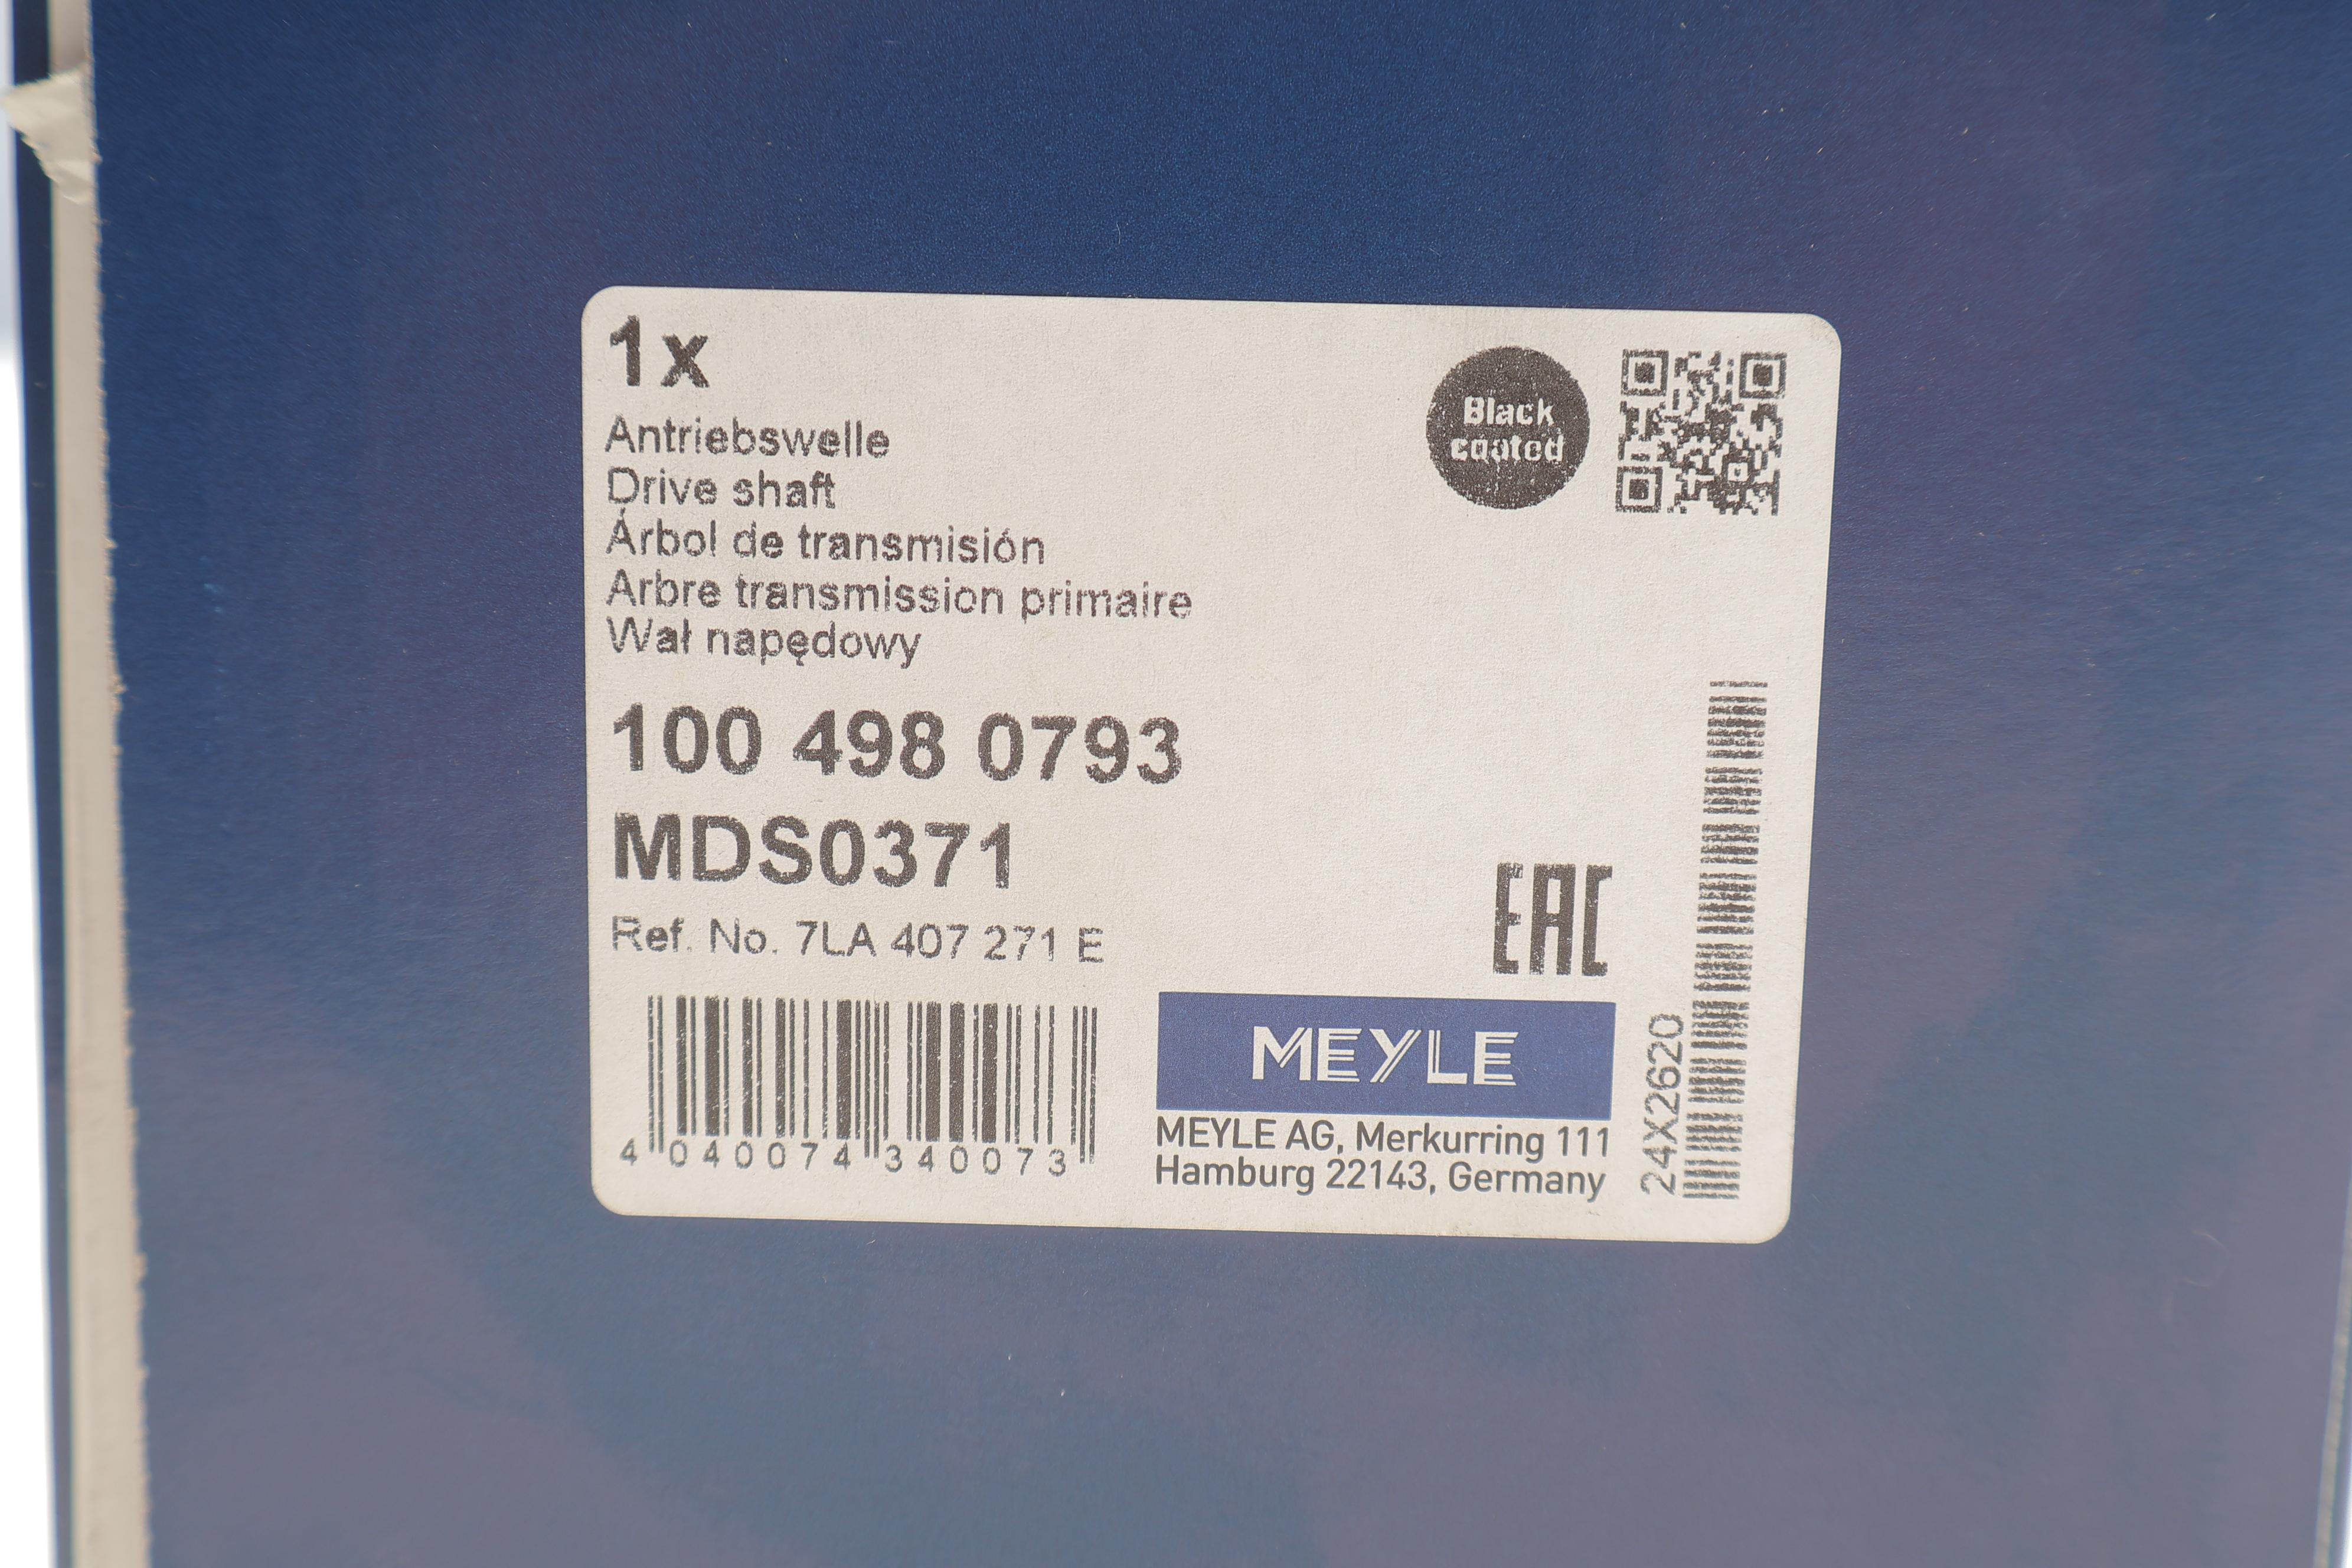 1x
Antriebswelle
Drive shaft
Árbol de transmisión
Arbre transmission primaire
Wał napędowy
100 498 0793
MDS0371
Ref. No. 7LA 407 271 E
4 040074 340073
Black
coated
EAC
MEYLE
MEYLE AG, Merkurring 111
Hamburg 22143, Germany
24X2620